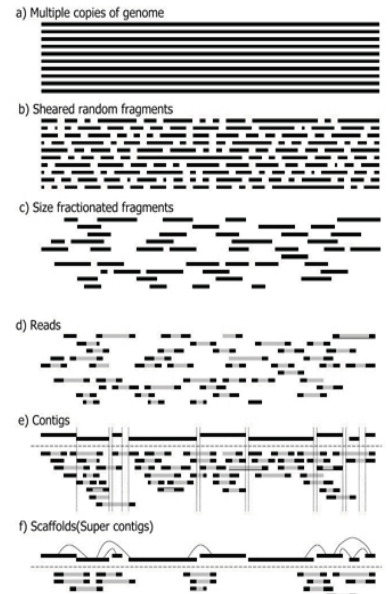 a) Multiple copies of genome
b) Sheared random fragments
c) Size fractionated fragments
d) Reads
e) Contigs
f) Scaffolds(Super contigs)